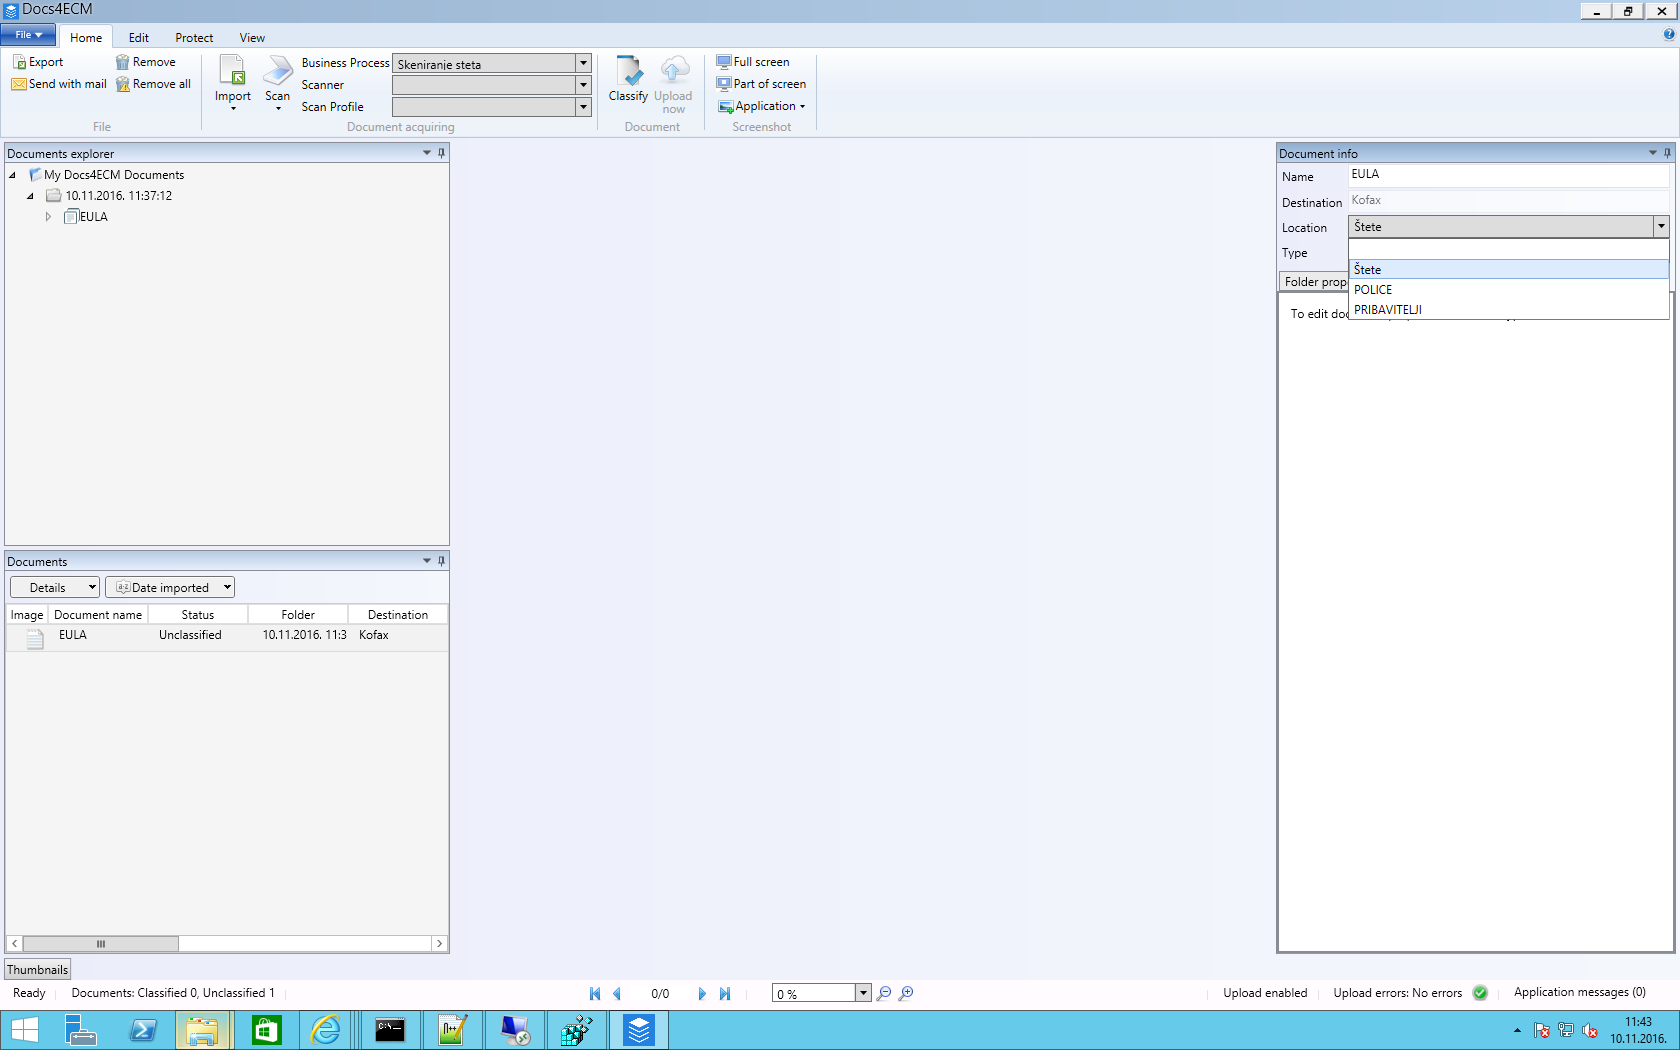 Docs4ECM
File
Home
Edit
Protect
View
Export
Remove
Send with mail
Remove all
File
Import
Scan
Business Process
Skeniranje steta
Scanner
Scan Profile
Document acquiring
Classify
Upload now
Document
Full screen
Part of screen
Application
Screenshot
Documents explorer
My Docs4ECM Documents
10.11.2016. 11:37:12
EULA
Documents
Details
Date imported
Image Document name Status Folder Destination
EULA Unclassified 10.11.2016. 11:3 Kofax
Thumbnails
Document info
Name EULA
Destination Kofax
Location Štete
Type
Štete
POLICE
PRIBAVITELJI
Folder prop
To edit doc
Ready
Documents: Classified 0, Unclassified 1
0/0
0 %
Upload enabled
Upload errors: No errors
Application messages (0)
C:\
11:43
10.11.2016.